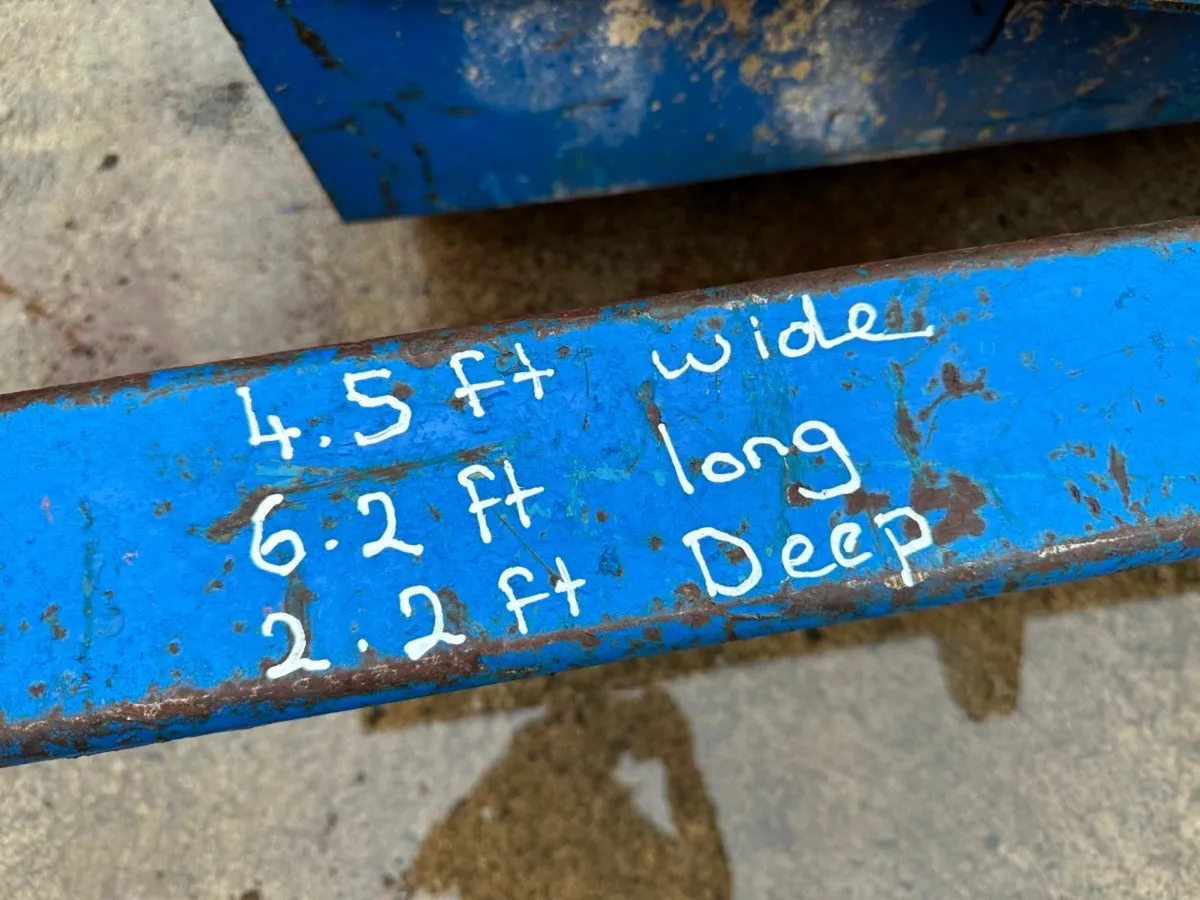 4.5 ft wide
6.2 ft long
2.2 ft Deep